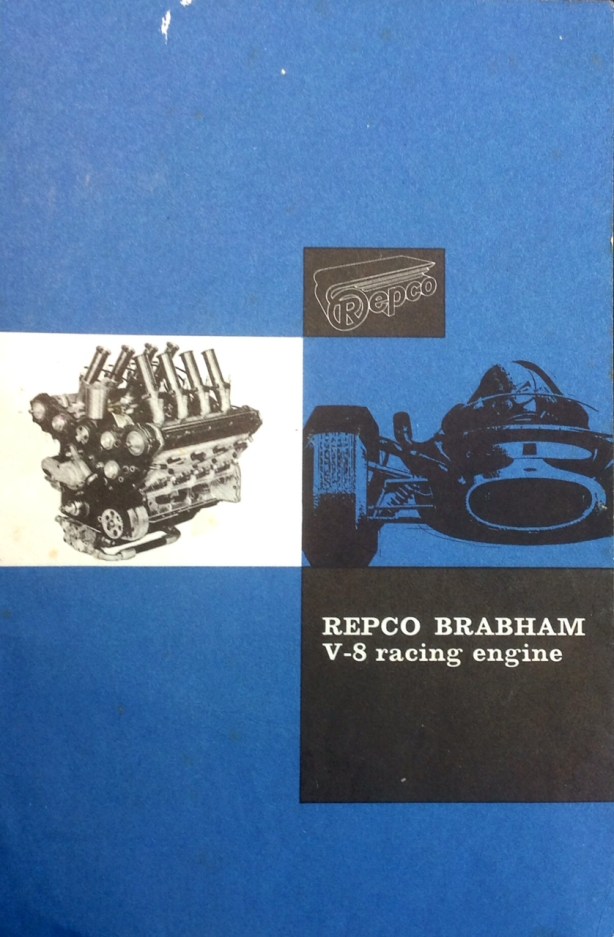 Repco
REPCO BRABHAM
V-8 racing engine